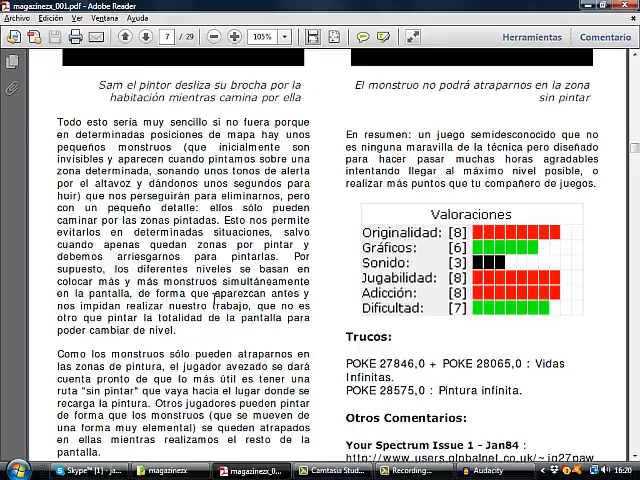 magazinezx_001.pdf - Adobe Reader
Archivo Edición Ver Ventana Ayuda
7 / 29 105% Herramientas Comentario
Sam el pintor desliza su brocha por la
habitación mientras camina por ella
Todo esto sería muy sencillo si no fuera porque
en determinadas posiciones de mapa hay unos
pequeños monstruos (que inicialmente son
invisibles y aparecen cuando pintamos sobre una
zona determinada, sonando unos tonos de alerta
por el altavoz y dándonos unos segundos para
huir) que nos perseguirán para eliminarnos, pero
con un pequeño detalle: ellos sólo pueden
caminar por las zonas pintadas. Esto nos permite
evitarlos en determinadas situaciones, salvo
cuando apenas quedan zonas por pintar y
debemos arriesgarnos para pintarlas. Por
supuesto, los diferentes niveles se basan en
colocar más y más monstruos simultáneamente
en la pantalla, de forma que aparezcan antes y
nos impidan realizar nuestro trabajo, que no es
otro que pintar la totalidad de la pantalla para
poder cambiar de nivel.
Como los monstruos sólo pueden atraparnos en
las zonas de pintura, el jugador avezado se dará
cuenta pronto de que lo más útil es tener una
ruta "sin pintar" que vaya hacia el lugar donde se
recarga la pintura. Otros jugadores pueden pintar
de forma que los monstruos (que se mueven de
una forma muy elemental) se queden atrapados
en ellas mientras realizamos el resto de la
pantalla.
El monstruo no podrá atraparnos en la zona
sin pintar
En resumen: un juego semidesconocido que no
es ninguna maravilla de la técnica pero diseñado
para hacer pasar muchas horas agradables
intentando llegar al máximo nivel posible, o
realizar más puntos que tu compañero de juegos.
Valoraciones
Originalidad: [8]
Gráficos: [6]
Sonido: [3]
Jugabilidad: [8]
Adicción: [8]
Dificultad: [7]
Trucos:
POKE 27846,0 + POKE 28065,0 : Vidas
Infinitas.
POKE 28575,0 : Pintura infinita.
Otros Comentarios:
Your Spectrum Issue 1 - Jan84 :
http://www.users.globalnet.co.uk/~jg27paw
Skype™ [1] - ja... magazinezx magazinezx_0... Camtasia Stud... Recording... Audacity 16:20